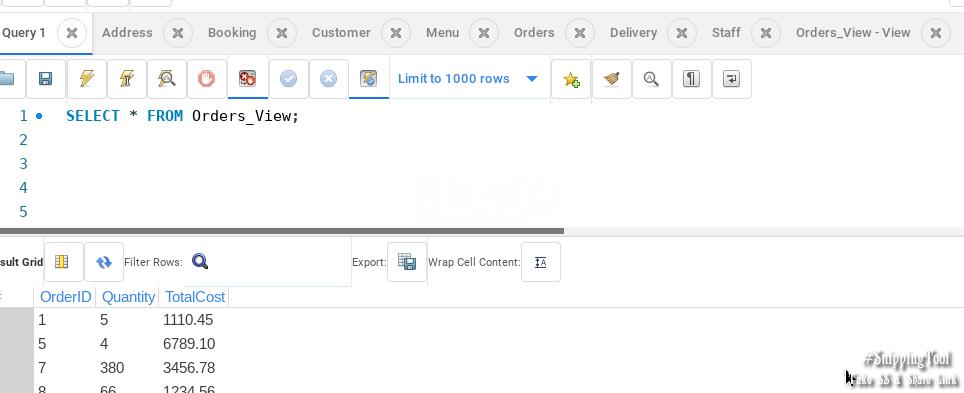 Query 1 Address Booking Customer Menu Orders Delivery Staff Orders_View - View
Limit to 1000 rows
1 SELECT * FROM Orders_View;
2
3
4
5
sult Grid Filter Rows: Export: Wrap Cell Content: IA
OrderID Quantity TotalCost
1 5 1110.45
5 4 6789.10
7 380 3456.78
8 66 1234.56
#SnippingTool
Take SS & Share Link